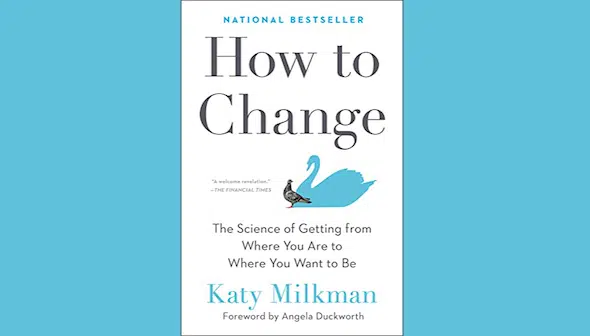 NATIONAL BESTSELLER
How to
Change
"A welcome revelation."
—THE FINANCIAL TIMES
The Science of Getting from
Where You Are to
Where You Want to Be
Katy Milkman
Foreword by Angela Duckworth